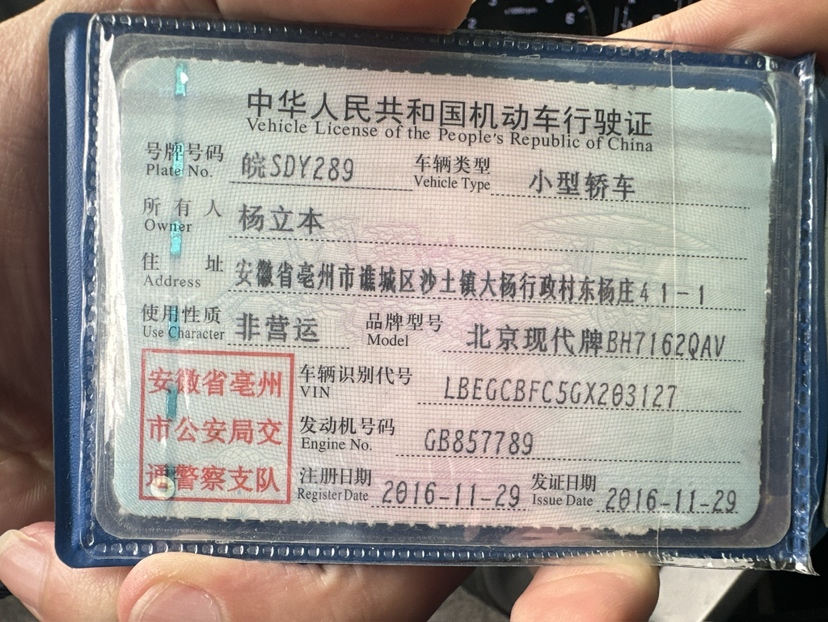 中华人民共和国机动车行驶证
Vehicle License of the People's Republic of China
号牌号码 皖SDY289 车辆类型 小型轿车
Plate No. Vehicle Type
所有人 杨立本
Owner
住址 安徽省亳州市谯城区沙土镇大杨行政村东杨庄41-1
Address
使用性质 非营运 品牌型号 北京现代牌BH7162QAV
Use Character Model
安徽省亳州 车辆识别代号 LBEGCBFC5GX203127
VIN
市公安局交 发动机号码 GB857789
Engine No.
通警察支队 注册日期 2016-11-29 发证日期 2016-11-29
Register Date Issue Date